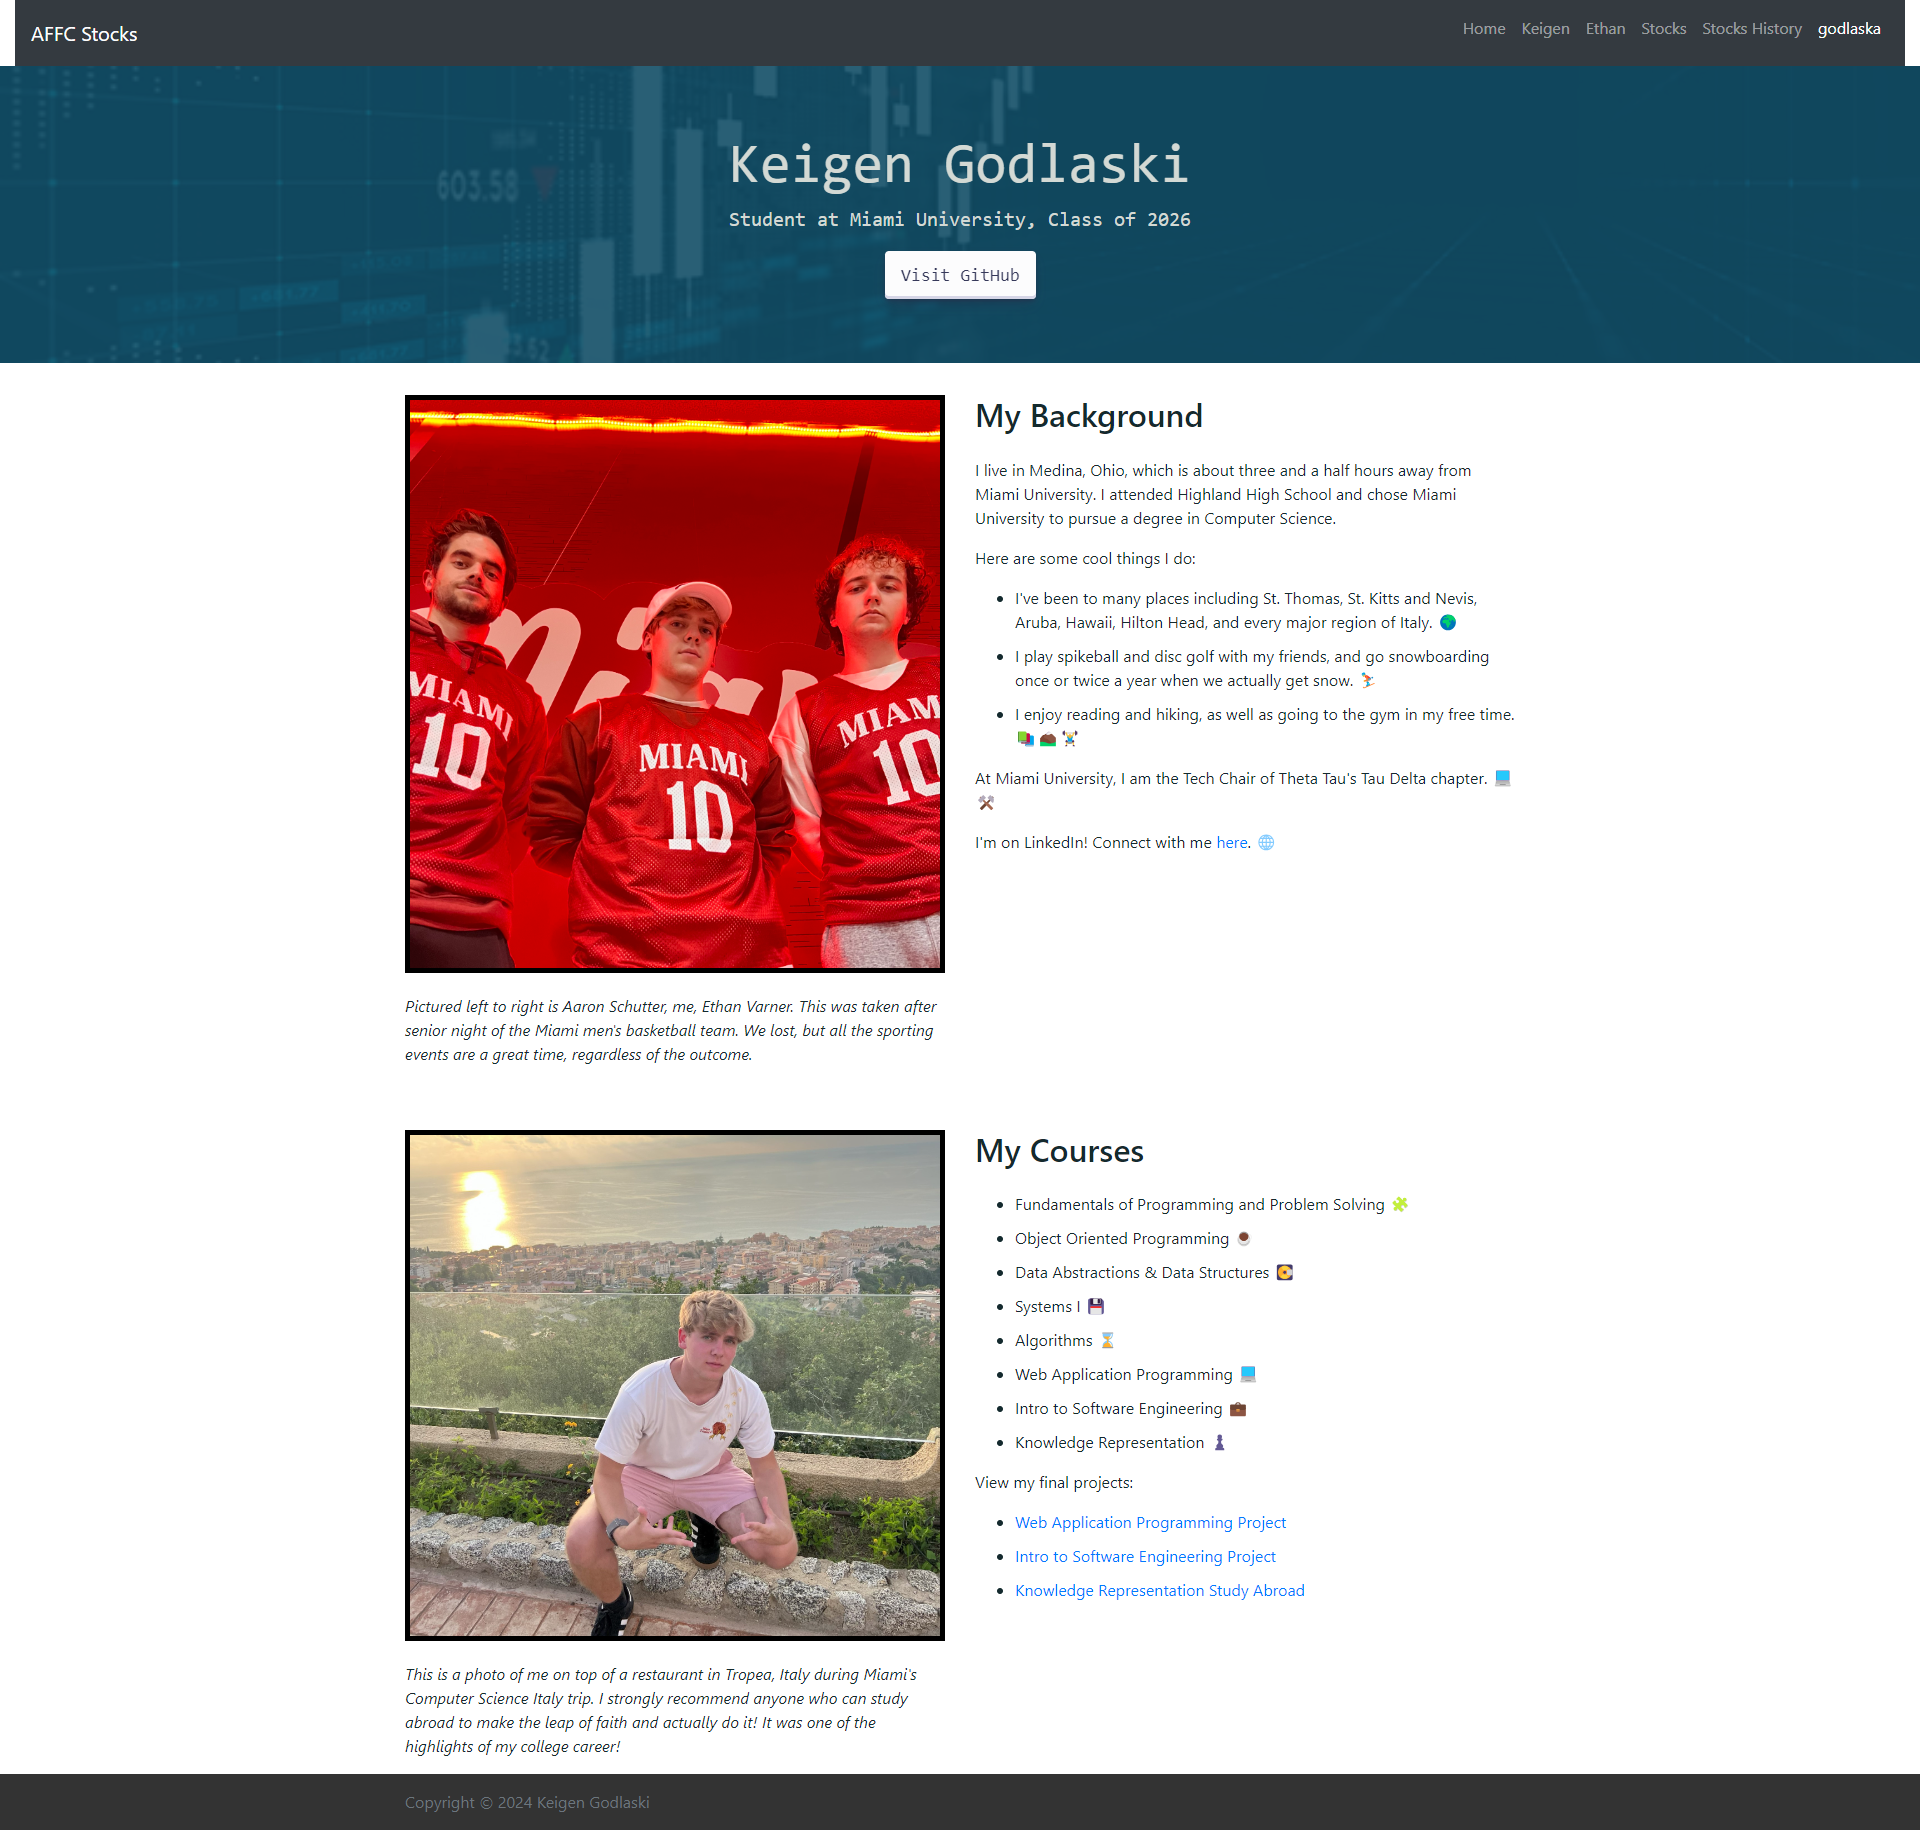 AFFC Stocks
Home Keigen Ethan Stocks Stocks History godlaska
603.58
Keigen Godlaski
Student at Miami University, Class of 2026
Visit GitHub
MIAMI
10
MIAMI
10
MIAM
10
Pictured left to right is Aaron Schutter, me, Ethan Varner. This was taken after
senior night of the Miami men's basketball team. We lost, but all the sporting
events are a great time, regardless of the outcome.
My Background
I live in Medina, Ohio, which is about three and a half hours away from
Miami University. I attended Highland High School and chose Miami
University to pursue a degree in Computer Science.
Here are some cool things I do:
• I've been to many places including St. Thomas, St. Kitts and Nevis,
Aruba, Hawaii, Hilton Head, and every major region of Italy. 🌍
• I play spikeball and disc golf with my friends, and go snowboarding
once or twice a year when we actually get snow. ⛷
• I enjoy reading and hiking, as well as going to the gym in my free time.
📚 ⛰ 🏋
At Miami University, I am the Tech Chair of Theta Tau's Tau Delta chapter. 💻
⚒
I'm on LinkedIn! Connect with me here. 🌐
This is a photo of me on top of a restaurant in Tropea, Italy during Miami's
Computer Science Italy trip. I strongly recommend anyone who can study
abroad to make the leap of faith and actually do it! It was one of the
highlights of my college career!
My Courses
• Fundamentals of Programming and Problem Solving 🧩
• Object Oriented Programming ☕
• Data Abstractions & Data Structures 💽
• Systems I 💾
• Algorithms ⌛
• Web Application Programming 💻
• Intro to Software Engineering 💼
• Knowledge Representation ♟
View my final projects:
• Web Application Programming Project
• Intro to Software Engineering Project
• Knowledge Representation Study Abroad
Copyright © 2024 Keigen Godlaski